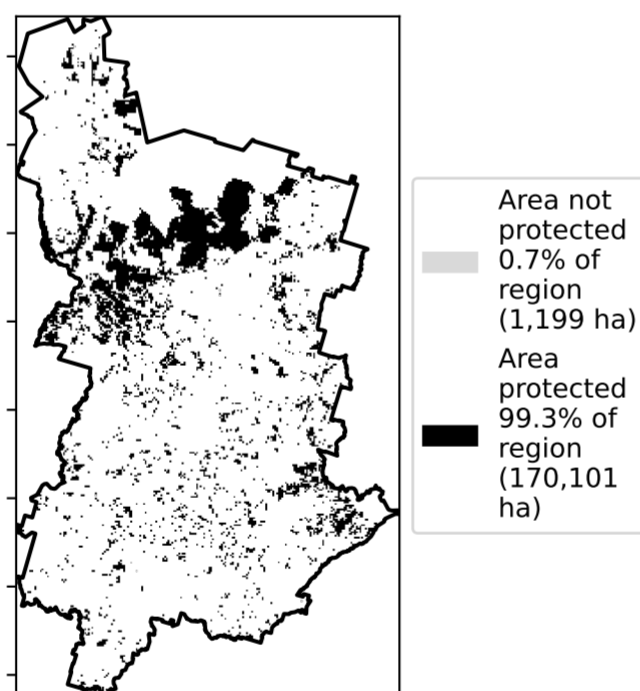 Area not
protected
0.7% of
region
(1,199 ha)
Area
protected
99.3% of
region
(170,101
ha)